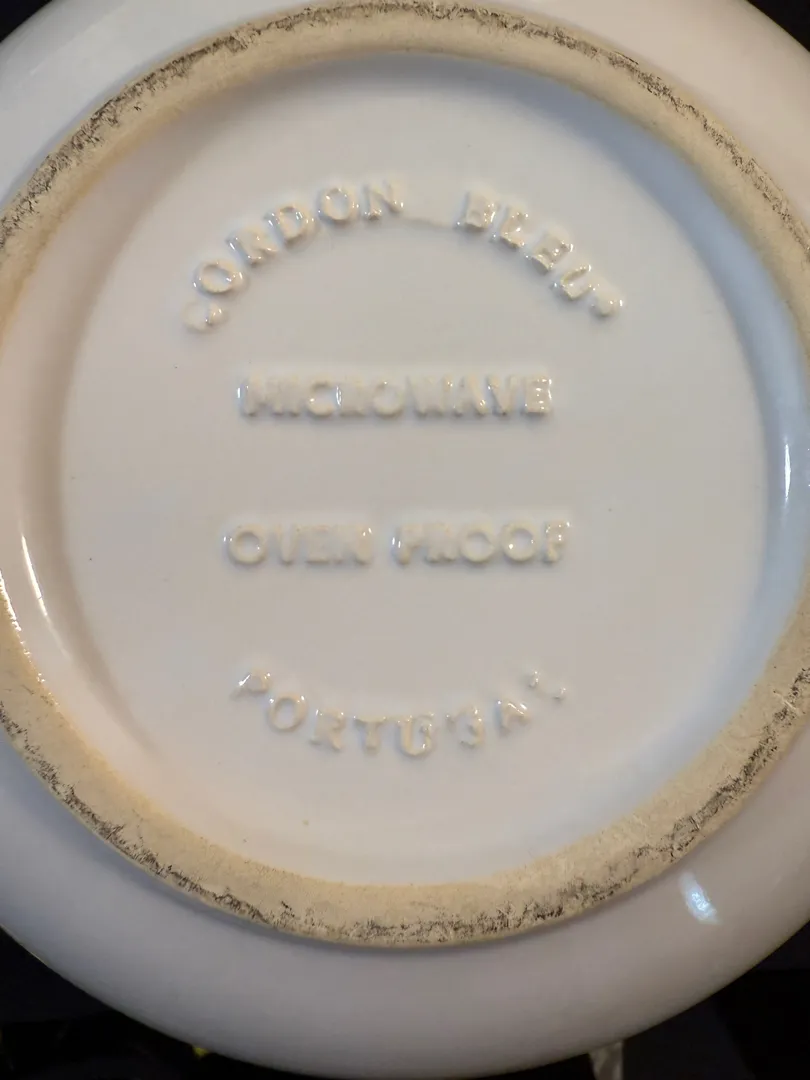 "CORDON BLEU"
MICROWAVE
OVEN PROOF
PORTUGAL